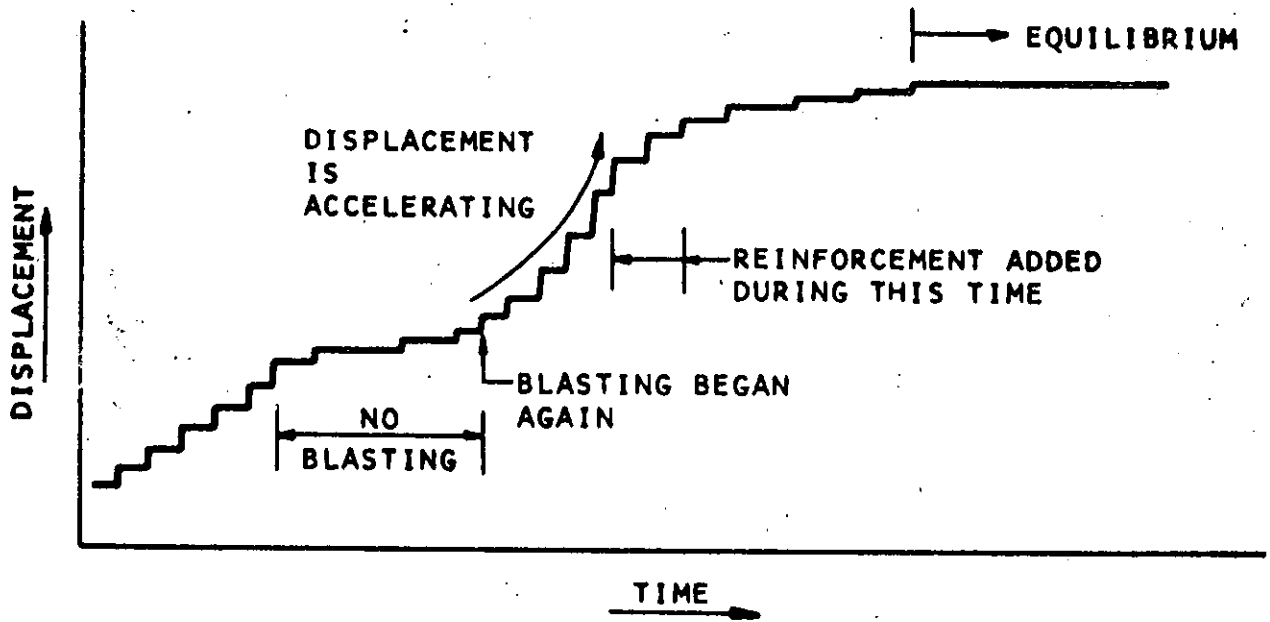 EQUILIBRIUM
DISPLACEMENT
IS
ACCELERATING
DISPLACEMENT
REINFORCEMENT ADDED
DURING THIS TIME
BLASTING BEGAN
AGAIN
NO
BLASTING
TIME